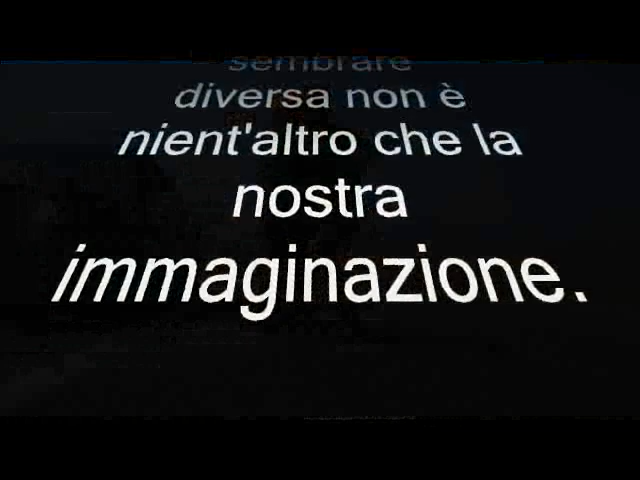 sembrare
diversa non è
nient'altro che la
nostra
immaginazione.